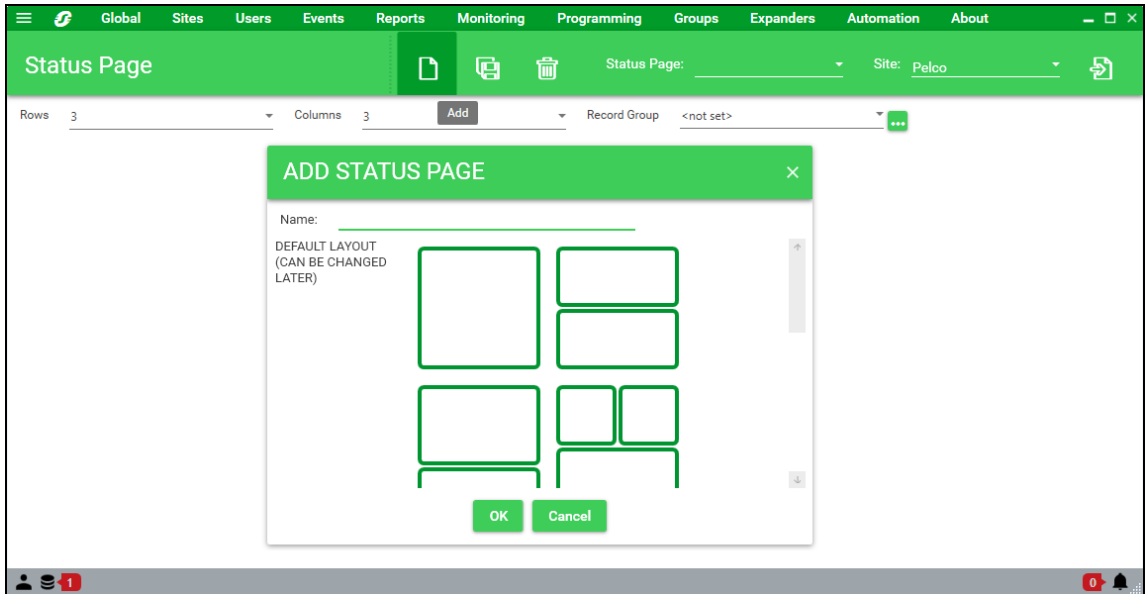 Global Sites Users Events Reports Monitoring Programming Groups Expanders Automation About
Status Page Status Page: Site: Pelco
Rows 3 Columns 3 Add Record Group <not set>
ADD STATUS PAGE
Name:
DEFAULT LAYOUT
(CAN BE CHANGED
LATER)
OK Cancel
1 0